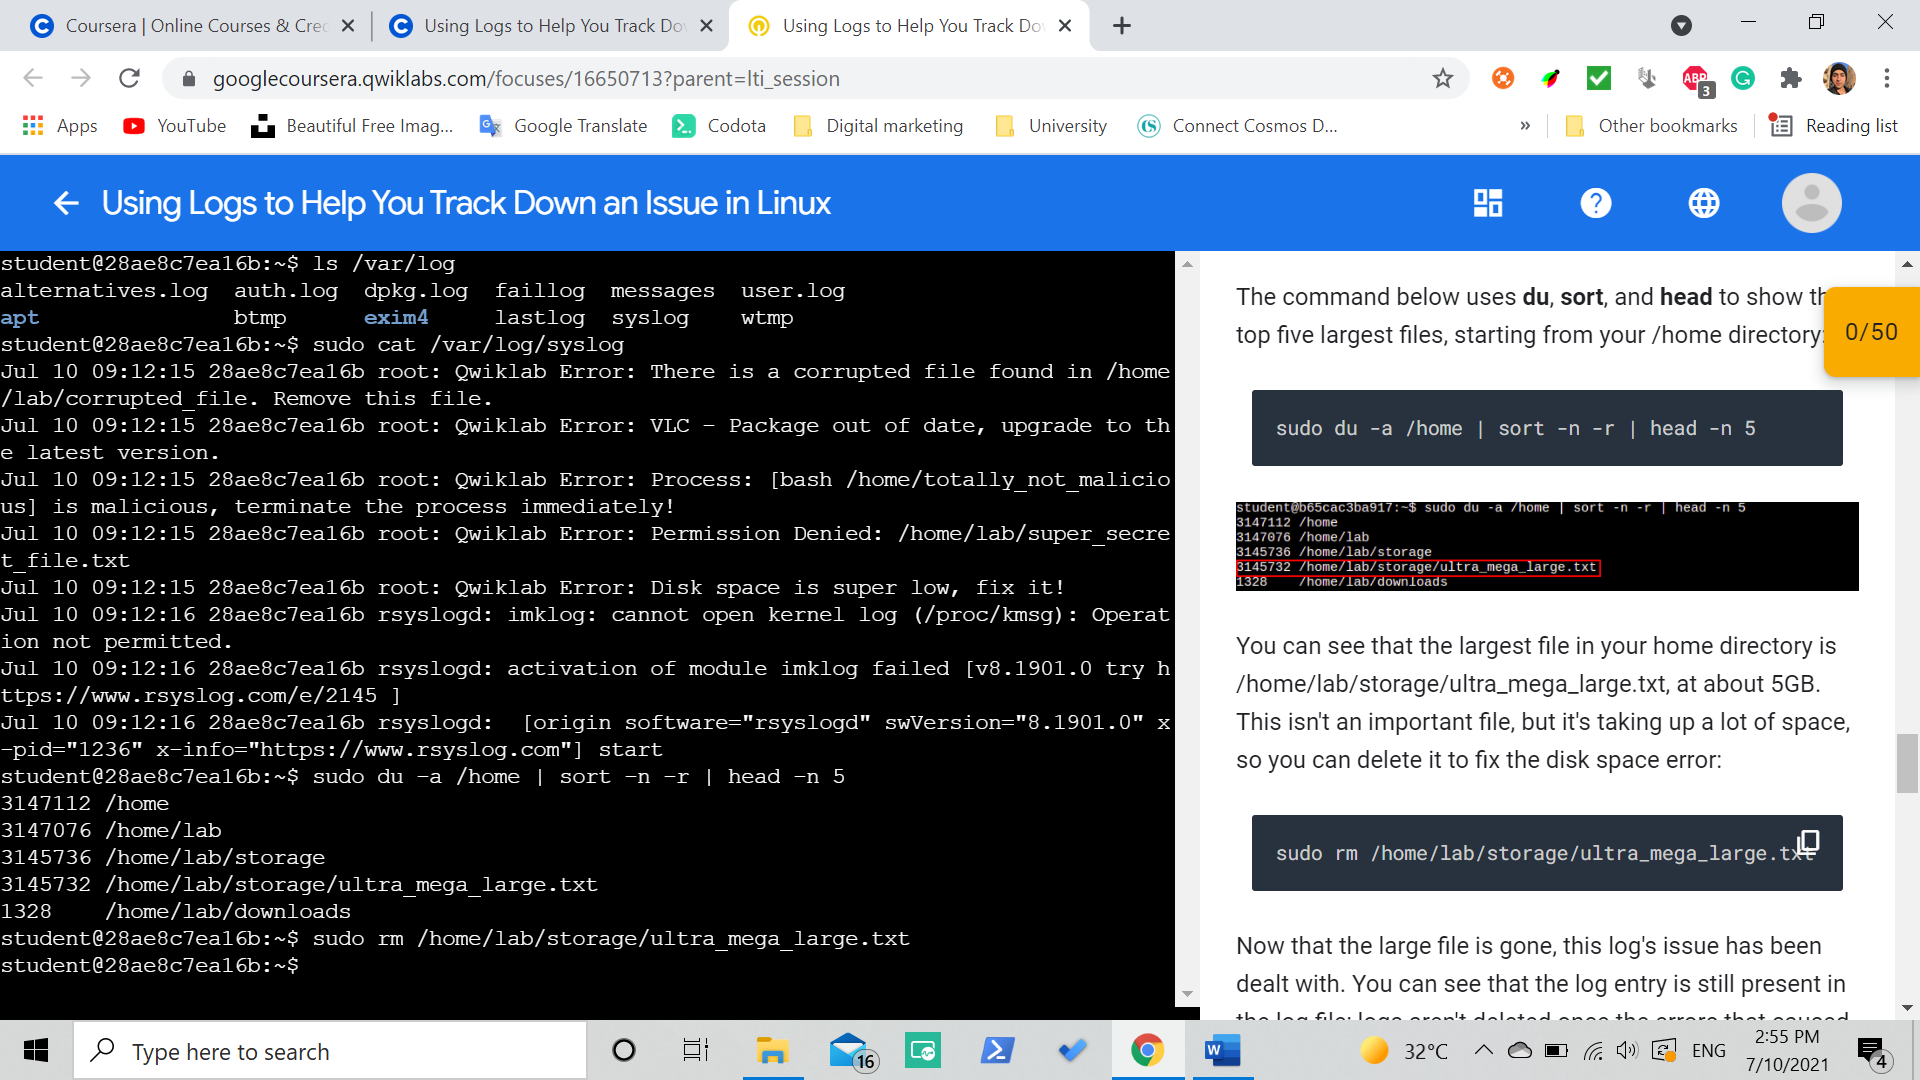 Coursera | Online Courses & Cre
Using Logs to Help You Track Do
Using Logs to Help You Track Do
googlecoursera.qwiklabs.com/focuses/16650713?parent=lti_session
ABP
3
Apps
YouTube
Beautiful Free Imag...
Google Translate
Codota
Digital marketing
University
Connect Cosmos D...
»
Other bookmarks
Reading list
Using Logs to Help You Track Down an Issue in Linux
student@28ae8c7ea16b:~$ ls /var/log
alternatives.log auth.log dpkg.log faillog messages user.log
apt btmp exim4 lastlog syslog wtmp
student@28ae8c7ea16b:~$ sudo cat /var/log/syslog
Jul 10 09:12:15 28ae8c7ea16b root: Qwiklab Error: There is a corrupted file found in /home
/lab/corrupted_file. Remove this file.
Jul 10 09:12:15 28ae8c7ea16b root: Qwiklab Error: VLC - Package out of date, upgrade to th
e latest version.
Jul 10 09:12:15 28ae8c7ea16b root: Qwiklab Error: Process: [bash /home/totally_not_malicio
us] is malicious, terminate the process immediately!
Jul 10 09:12:15 28ae8c7ea16b root: Qwiklab Error: Permission Denied: /home/lab/super_secre
t_file.txt
Jul 10 09:12:15 28ae8c7ea16b root: Qwiklab Error: Disk space is super low, fix it!
Jul 10 09:12:16 28ae8c7ea16b rsyslogd: imklog: cannot open kernel log (/proc/kmsg): Operat
ion not permitted.
Jul 10 09:12:16 28ae8c7ea16b rsyslogd: activation of module imklog failed [v8.1901.0 try h
ttps://www.rsyslog.com/e/2145 ]
Jul 10 09:12:16 28ae8c7ea16b rsyslogd:  [origin software="rsyslogd" swVersion="8.1901.0" x
-pid="1236" x-info="https://www.rsyslog.com"] start
student@28ae8c7ea16b:~$ sudo du -a /home | sort -n -r | head -n 5
3147112 /home
3147076 /home/lab
3145736 /home/lab/storage
3145732 /home/lab/storage/ultra_mega_large.txt
1328 /home/lab/downloads
student@28ae8c7ea16b:~$ sudo rm /home/lab/storage/ultra_mega_large.txt
student@28ae8c7ea16b:~$
The command below uses du, sort, and head to show
top five largest files, starting from your /home directory:
0/50
sudo du -a /home | sort -n -r | head -n 5
student@b65cac3ba917:~$ sudo du -a /home | sort -n -r | head -n 5
3147112 /home
3147076 /home/lab
3145736 /home/lab/storage
3145732 /home/lab/storage/ultra_mega_large.txt
1328 /home/lab/downloads
You can see that the largest file in your home directory is
/home/lab/storage/ultra_mega_large.txt, at about 5GB.
This isn't an important file, but it's taking up a lot of space,
so you can delete it to fix the disk space error:
sudo rm /home/lab/storage/ultra_mega_large.txt
Now that the large file is gone, this log's issue has been
dealt with. You can see that the log entry is still present in
the log file; logs aren't deleted once the errors that caused
Type here to search
16
W
32°C
ENG
2:55 PM
7/10/2021
4